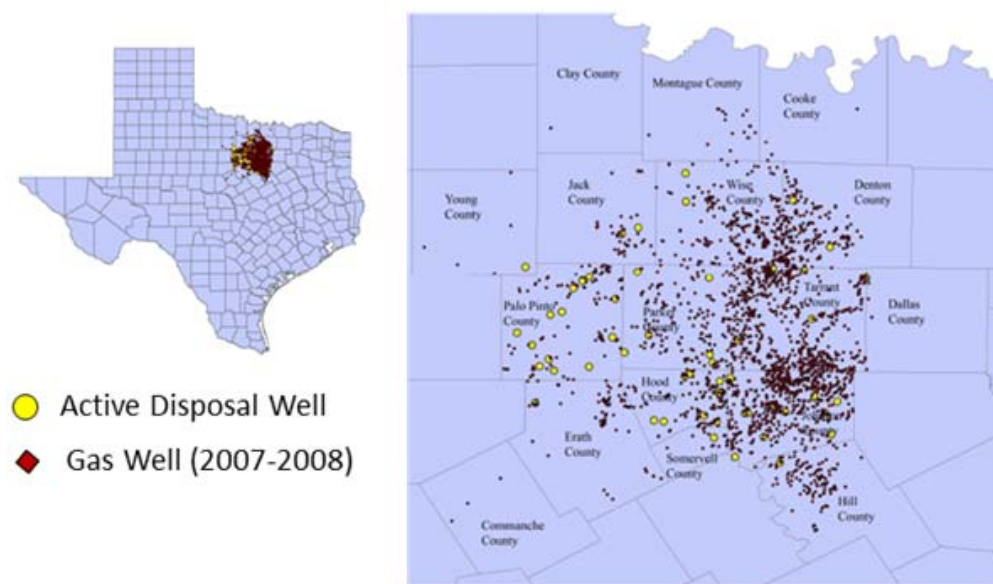 Active Disposal Well
Gas Well (2007-2008)
Clay County
Montague County
Cooke
County
Young
County
Jack
County
Wise
County
Denton
County
Palo Pinto
County
Parker
County
Tarrant
County
Dallas
County
Hood
County
Erath
County
Somervell
County
County
Hill
County
Commanche
County